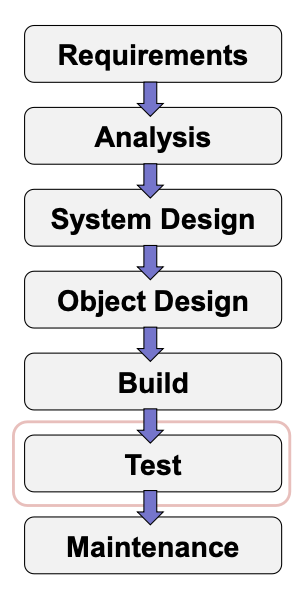 Requirements
Analysis
System Design
Object Design
Build
Test
Maintenance